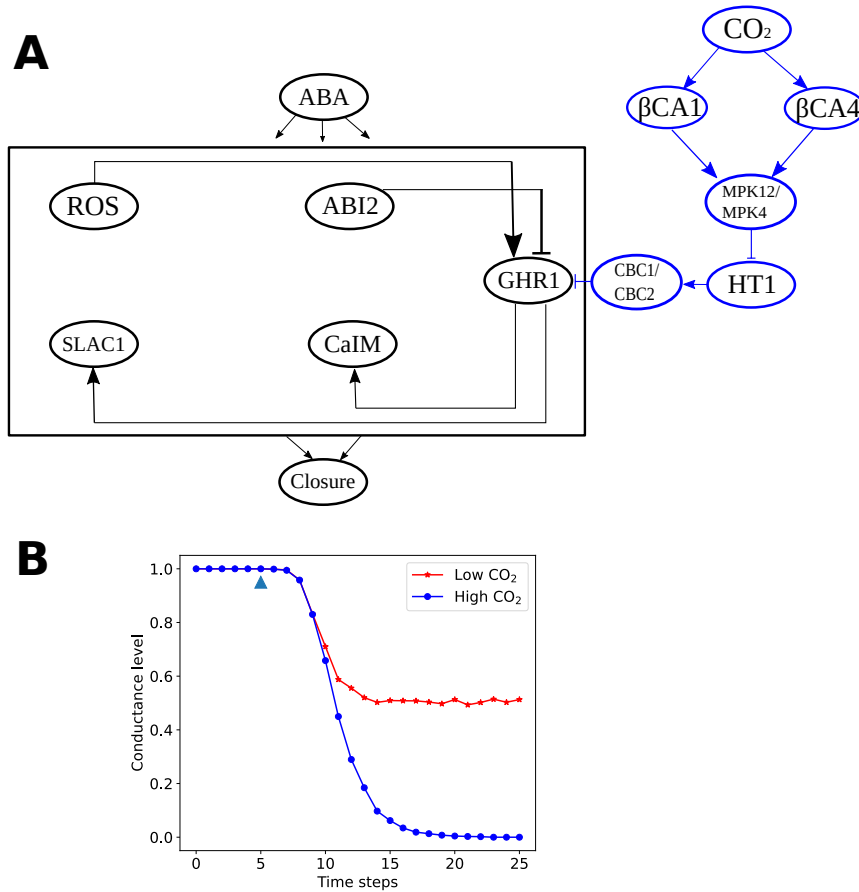 A
CO2
ABA
βCA1
βCA4
ROS
ABI2
MPK12/
MPK4
GHR1
CBC1/
CBC2
HT1
SLAC1
CaIM
Closure
B
Low CO2
High CO2
Conductance level
1.0
0.8
0.6
0.4
0.2
0.0
0 5 10 15 20 25
Time steps